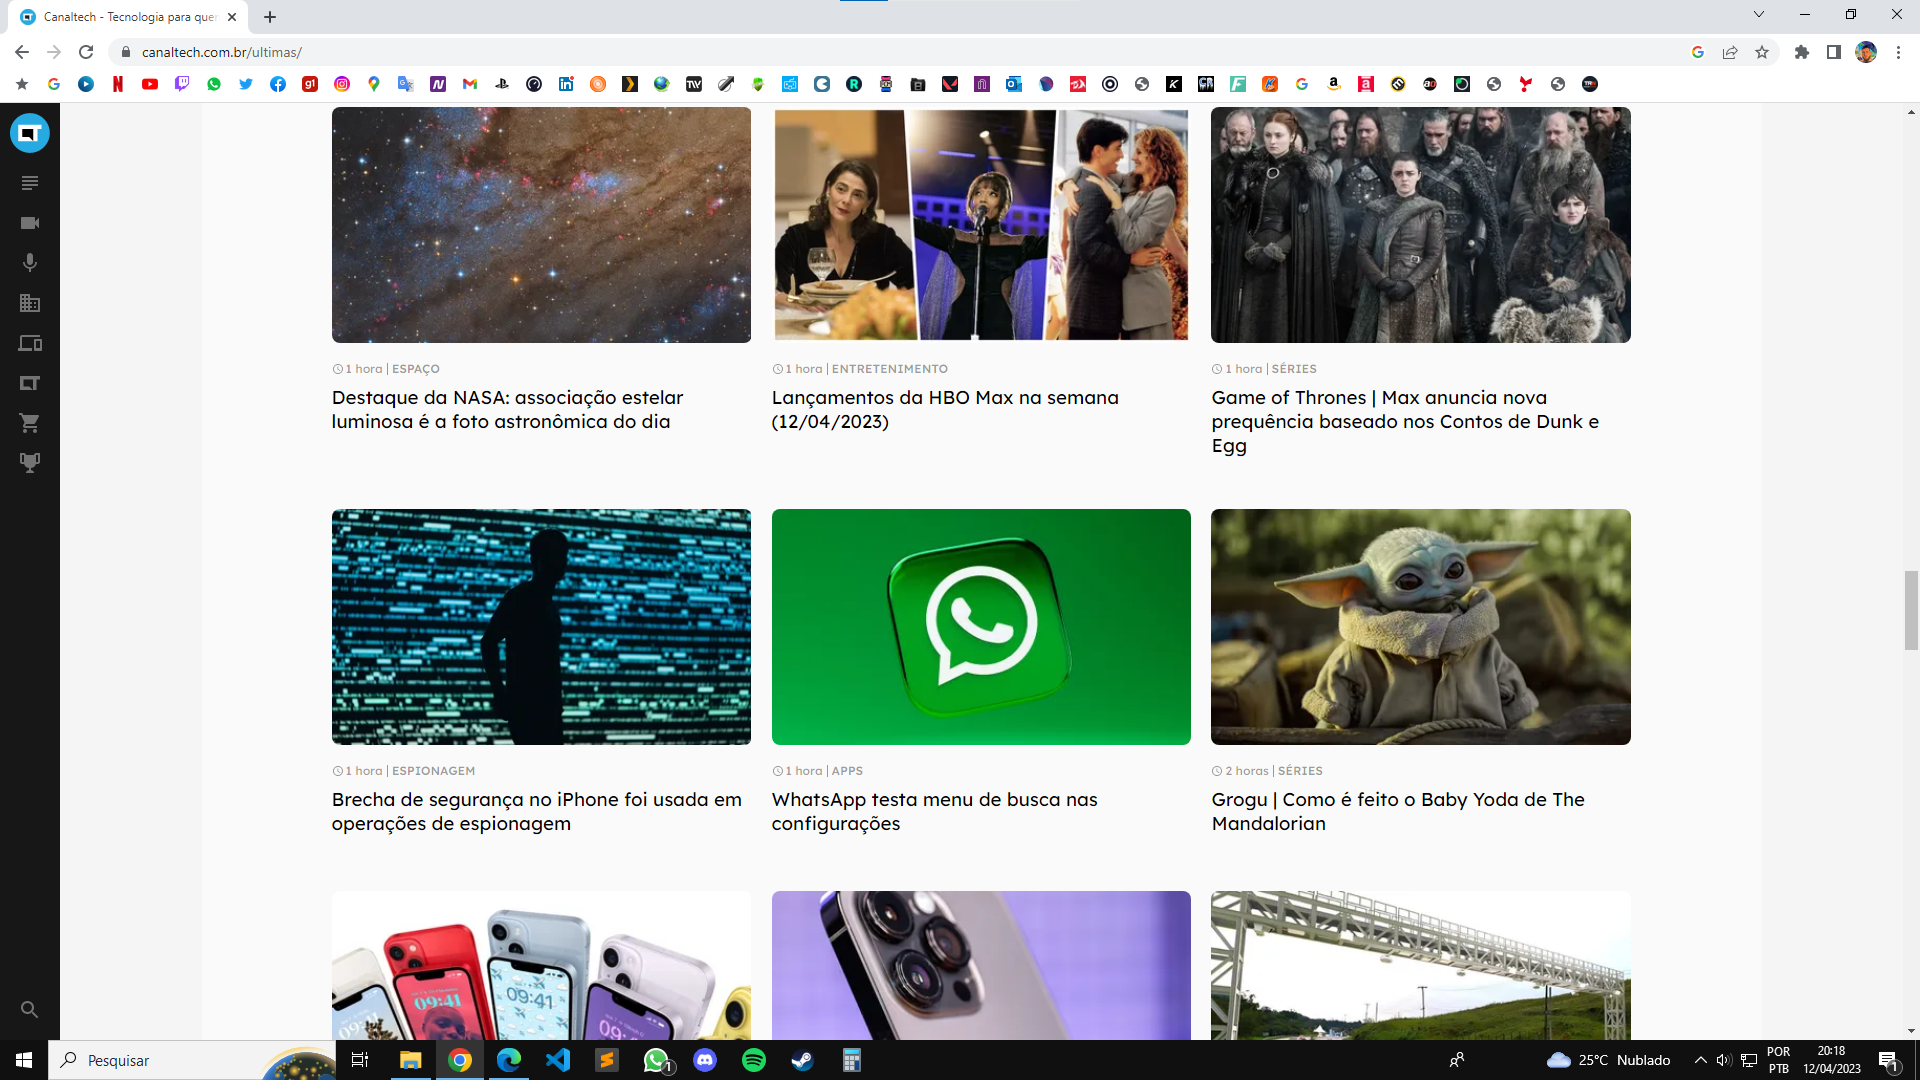 Canaltech - Tecnologia para que
canaltech.com.br/ultimas/
1 hora | ESPAÇO
Destaque da NASA: associação estelar
luminosa é a foto astronômica do dia
1 hora | ENTRETENIMENTO
Lançamentos da HBO Max na semana
(12/04/2023)
1 hora | SÉRIES
Game of Thrones | Max anuncia nova
prequência baseado nos Contos de Dunk e
Egg
1 hora | ESPIONAGEM
Brecha de segurança no iPhone foi usada em
operações de espionagem
1 hora | APPS
WhatsApp testa menu de busca nas
configurações
2 horas | SÉRIES
Grogu | Como é feito o Baby Yoda de The
Mandalorian
09:41
09:41
09:41
Pesquisar
1
25°C Nublado
POR
PTB
20:18
12/04/2023
1